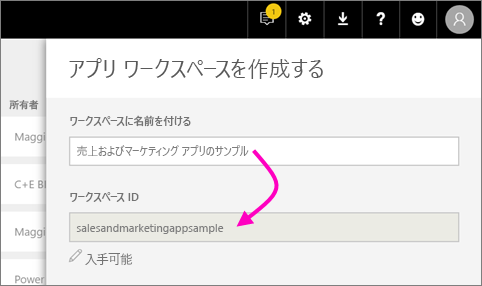 1
?
アプリ ワークスペースを作成する
所有者
ワークスペースに名前を付ける
Maggi
売上およびマーケティング アプリのサンプル
C+E B
ワークスペース ID
Maggi
salesandmarketingappsample
入手可能
Power